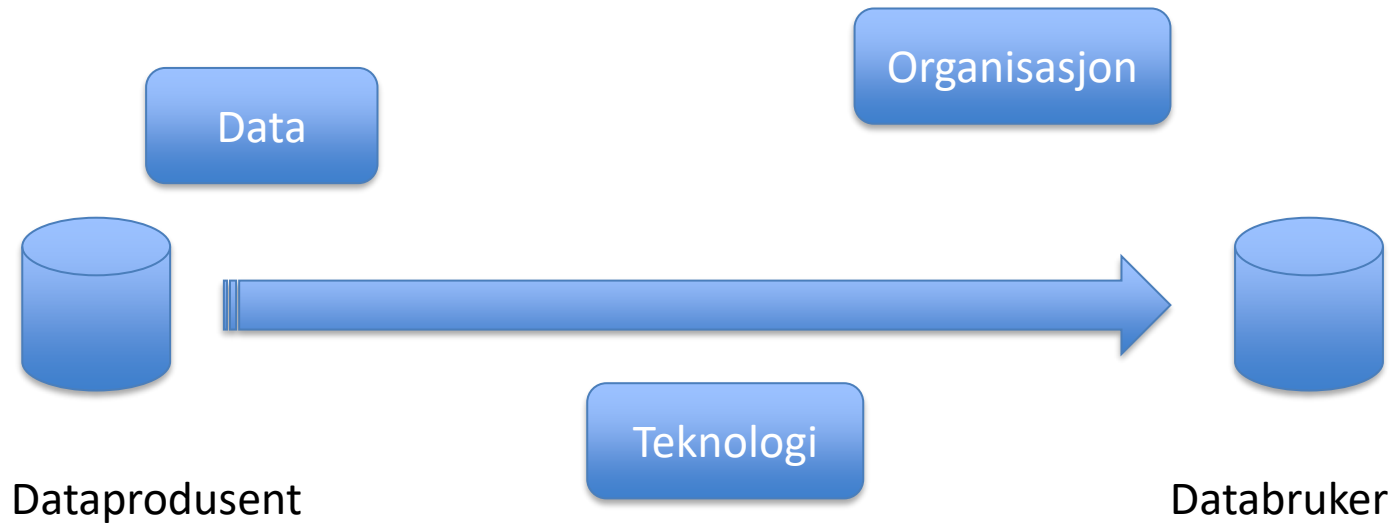 Organisasjon
Data
Teknologi
Dataprodusent
Databruker